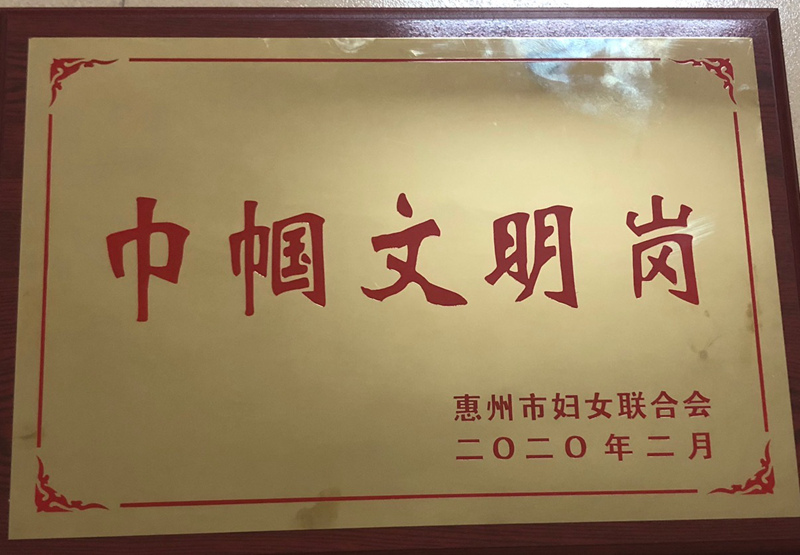 巾帼文明岗
惠州市妇女联合会
二〇二〇年二月